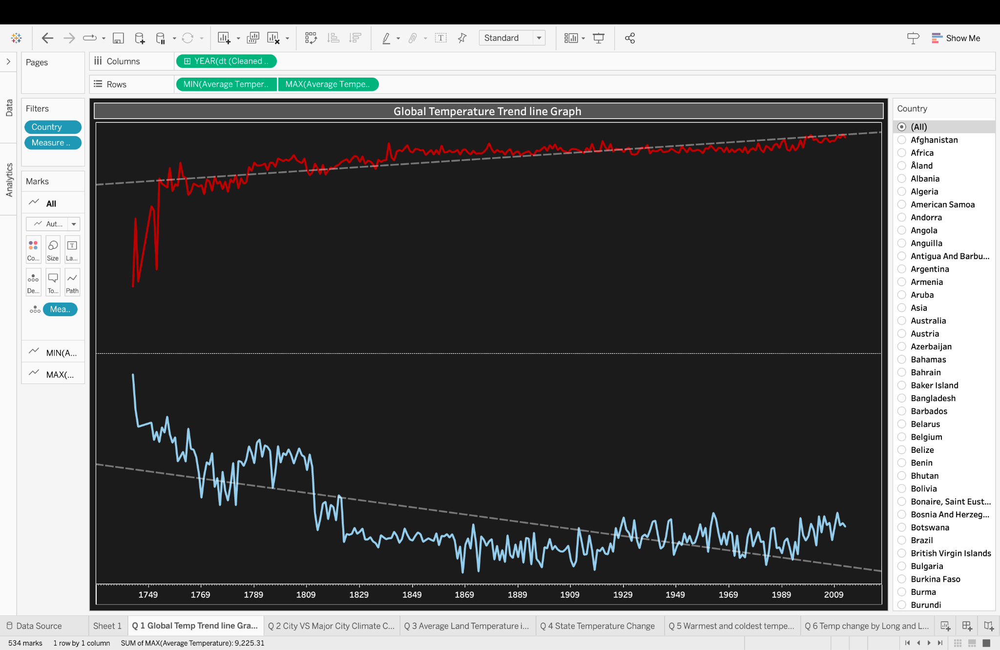 Standard
Show Me
Pages
Columns
YEAR(dt (Cleaned ..
Rows
MIN(Average Temper..
MAX(Average Tempe..
Data
Analytics
Filters
Country
Measure ..
Marks
All
Aut...
Co...
Size
La...
De...
To...
Path
Mea..
MIN(A...
MAX(...
Global Temperature Trend line Graph
1749
1769
1789
1809
1829
1849
1869
1889
1909
1929
1949
1969
1989
2009
Country
(All)
Afghanistan
Africa
Åland
Albania
Algeria
American Samoa
Andorra
Angola
Anguilla
Antigua And Barbu...
Argentina
Armenia
Aruba
Asia
Australia
Austria
Azerbaijan
Bahamas
Bahrain
Baker Island
Bangladesh
Barbados
Belarus
Belgium
Belize
Benin
Bhutan
Bolivia
Bonaire, Saint Eust...
Bosnia And Herzeg...
Botswana
Brazil
British Virgin Islands
Bulgaria
Burkina Faso
Burma
Burundi
Data Source
Sheet 1
Q 1 Global Temp Trend line Gra...
Q 2 City VS Major City Climate C...
Q 3 Average Land Temperature i...
Q 4 State Temperature Change
Q 5 Warmest and coldest tempe...
Q 6 Temp change by Long and L...
534 marks
1 row by 1 column
SUM of MAX(Average Temperature): 9,225.31